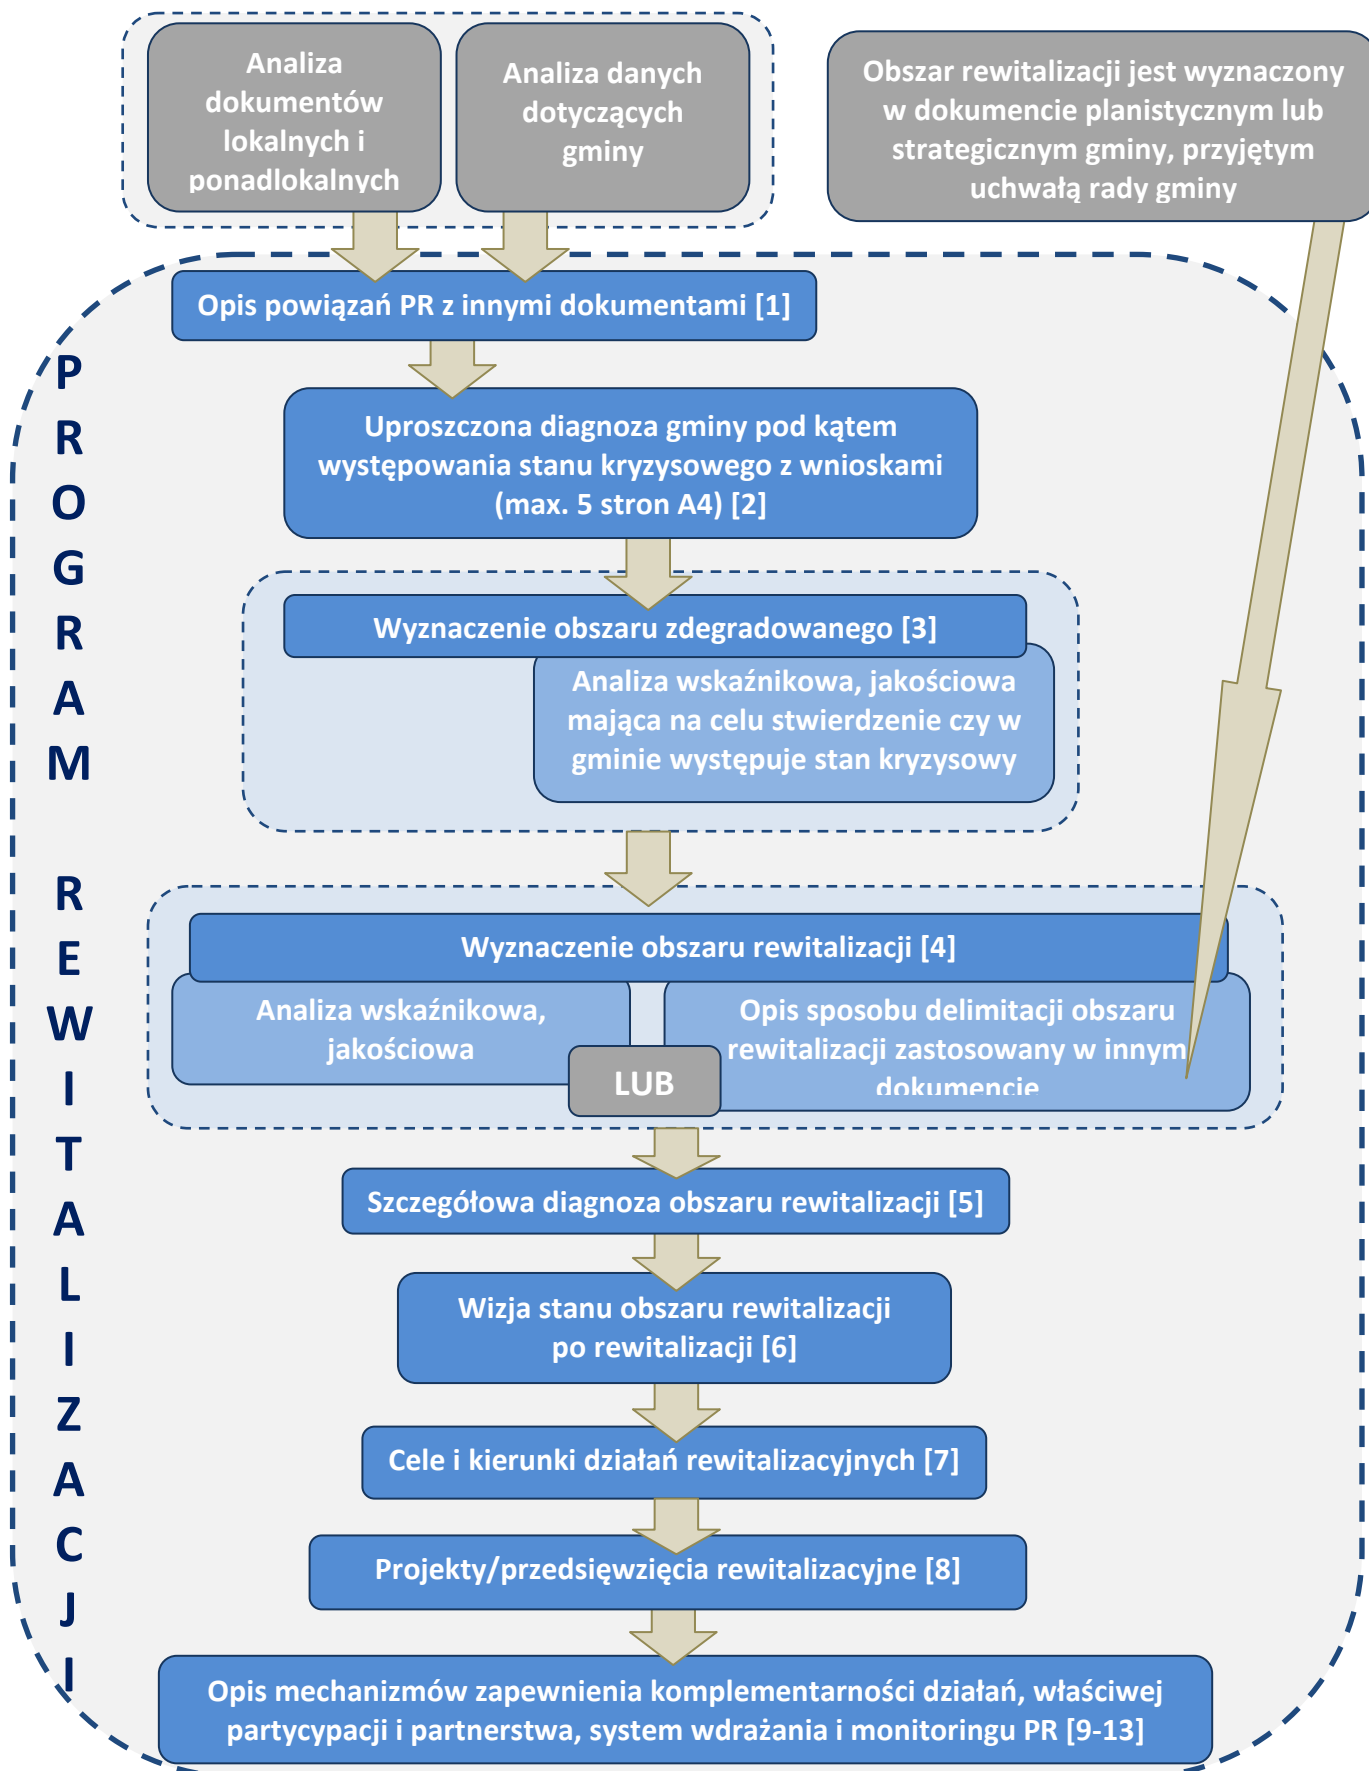 Analiza
dokumentów
lokalnych i
ponadlokalnych
Analiza danych
dotyczących
gminy
Obszar rewitalizacji jest wyznaczony
w dokumencie planistycznym lub
strategicznym gminy, przyjętym
uchwałą rady gminy
PROGRAM
REWITALIZACJI
Opis powiązań PR z innymi dokumentami [1]
Uproszczona diagnoza gminy pod kątem
występowania stanu kryzysowego z wnioskami
(max. 5 stron A4) [2]
Wyznaczenie obszaru zdegradowanego [3]
Analiza wskaźnikowa, jakościowa
mająca na celu stwierdzenie czy w
gminie występuje stan kryzysowy
Wyznaczenie obszaru rewitalizacji [4]
Analiza wskaźnikowa,
jakościowa
LUB
Opis sposobu delimitacji obszaru
rewitalizacji zastosowany w innym
dokumencie
Szczegółowa diagnoza obszaru rewitalizacji [5]
Wizja stanu obszaru rewitalizacji
po rewitalizacji [6]
Cele i kierunki działań rewitalizacyjnych [7]
Projekty/przedsięwzięcia rewitalizacyjne [8]
Opis mechanizmów zapewnienia komplementarności działań, właściwej
partycypacji i partnerstwa, system wdrażania i monitoringu PR [9-13]